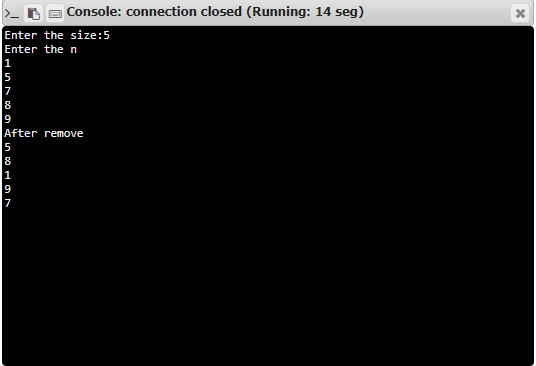 Console: connection closed (Running: 14 seg)
Enter the size:5
Enter the n
1
5
7
8
9
After remove
5
8
1
9
7